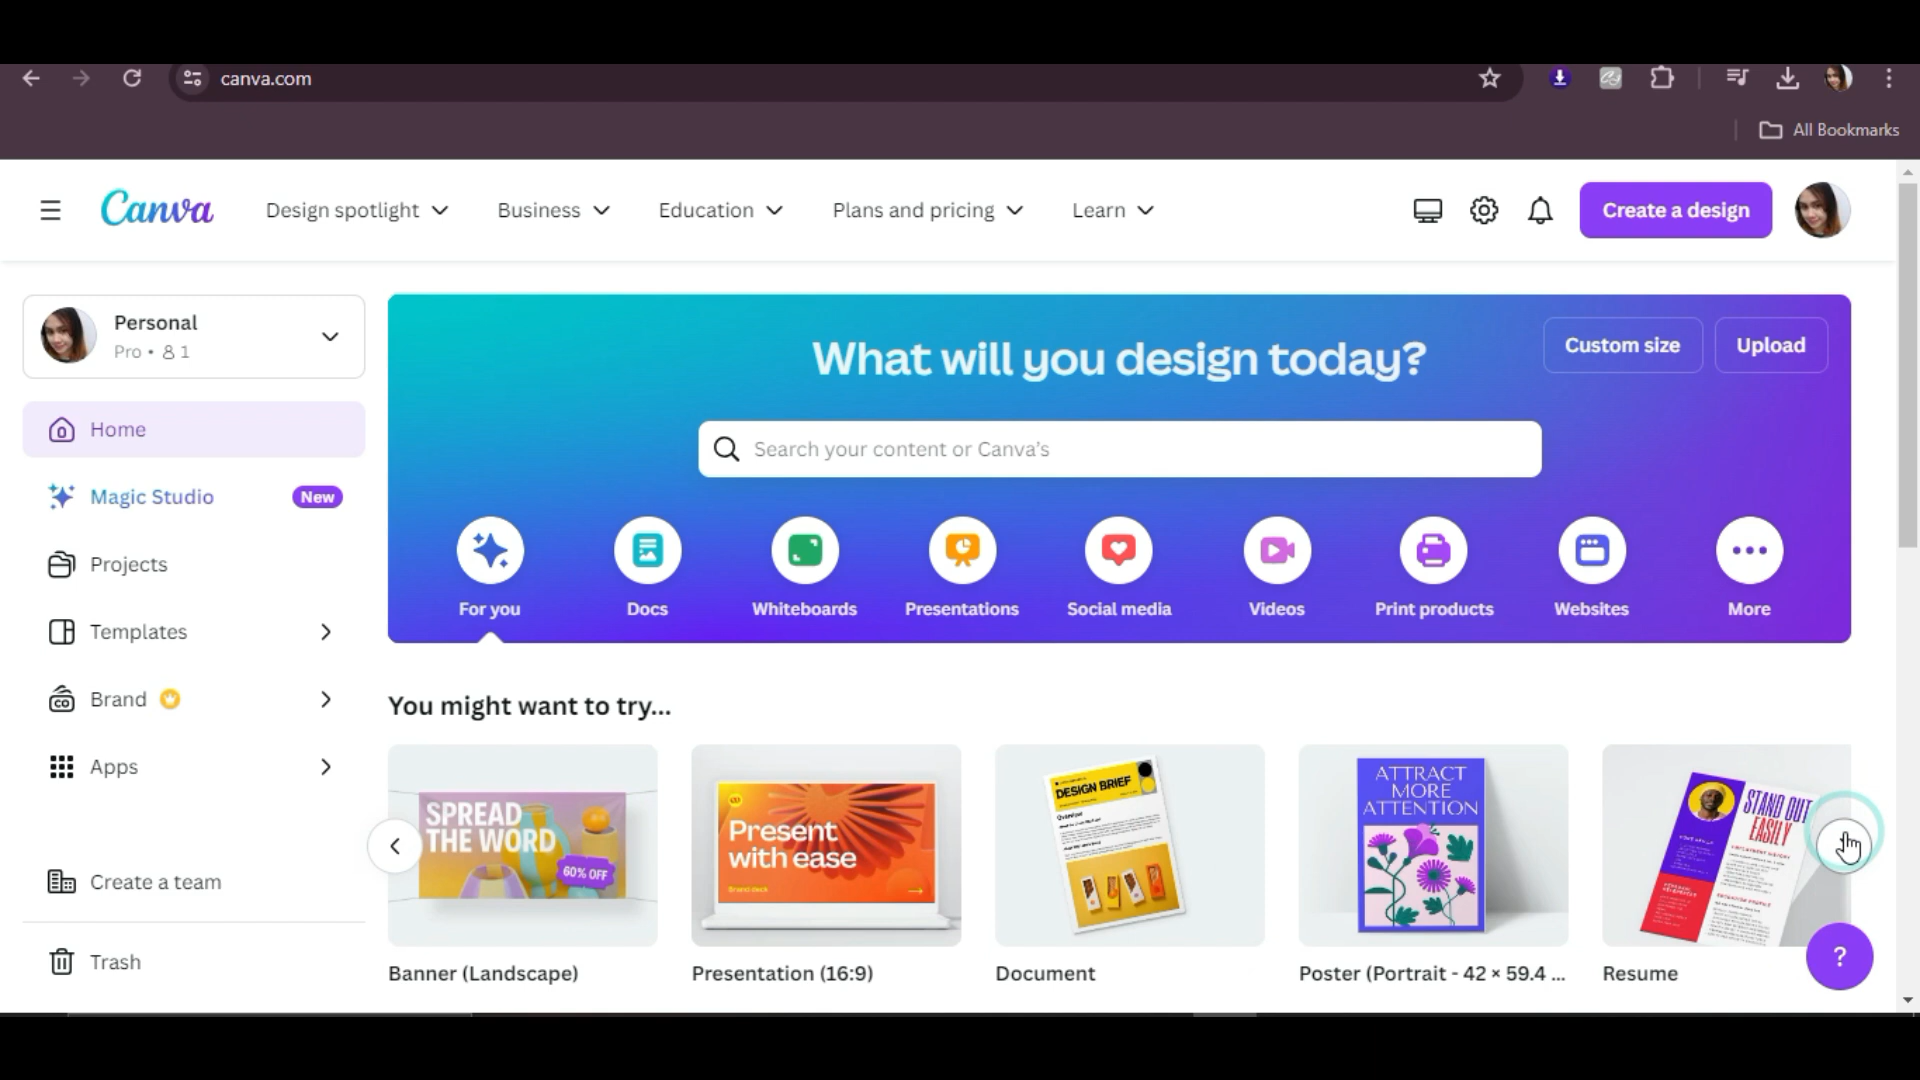 canva.com
All Bookmarks
Canva
Design spotlight
Business
Education
Plans and pricing
Learn
Create a design
Personal
Pro • 1
Home
Magic Studio
New
Projects
Templates
Brand
Apps
Create a team
Trash
What will you design today?
Custom size
Upload
Search your content or Canva's
For you
Docs
Whiteboards
Presentations
Social media
Videos
Print products
Websites
More
You might want to try...
SPREAD
THE WORD
60% OFF
Present
with ease
Brand deck
DESIGN BRIEF
Overview
ATTRACT
MORE
ATTENTION
STAND OUT
EASILY
Banner (Landscape)
Presentation (16:9)
Document
Poster (Portrait - 42 × 59.4 ...
Resume
?